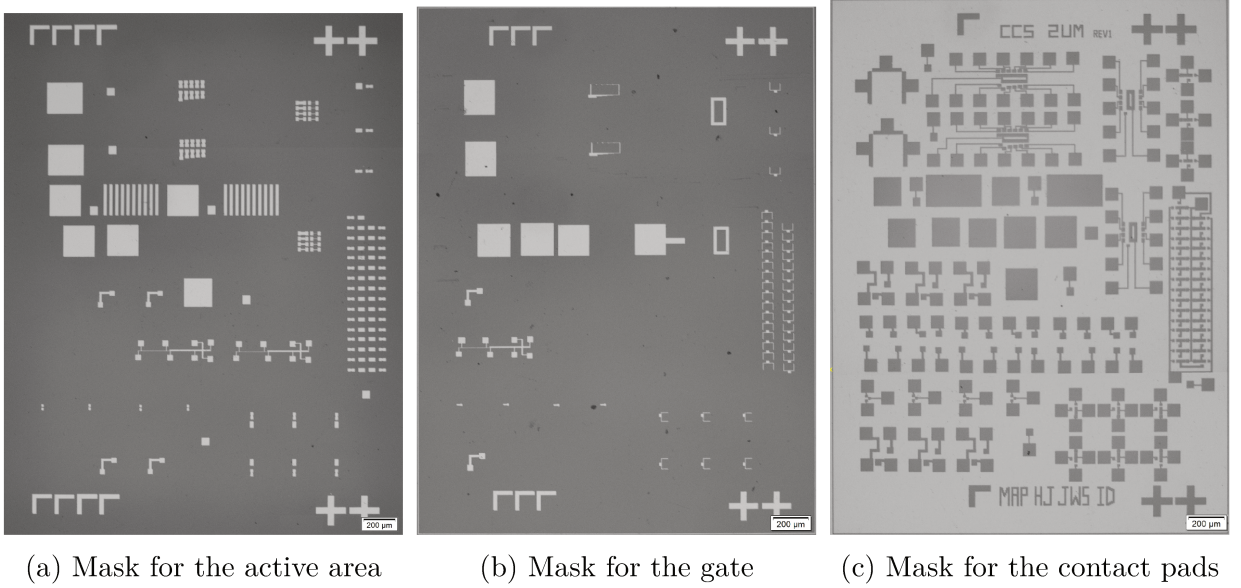 CCS 2UM REV1
MAP HJ JWS ID
200 µm
200 µm
200 µm
(a) Mask for the active area
(b) Mask for the gate
(c) Mask for the contact pads